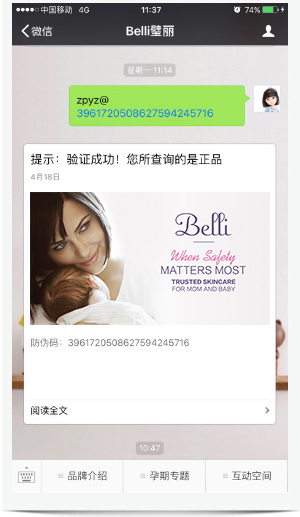 中国移动 4G 11:37 74%
微信 Belli璧丽
星期一 11:14
zpyz@
3961720508627594245716
提示：验证成功！您所查询的是正品
4月18日
Belli
When Safety
MATTERS MOST
TRUSTED SKINCARE
FOR MOM AND BABY
防伪码：3961720508627594245716
阅读全文
10:47
品牌介绍 孕期专题 互动空间